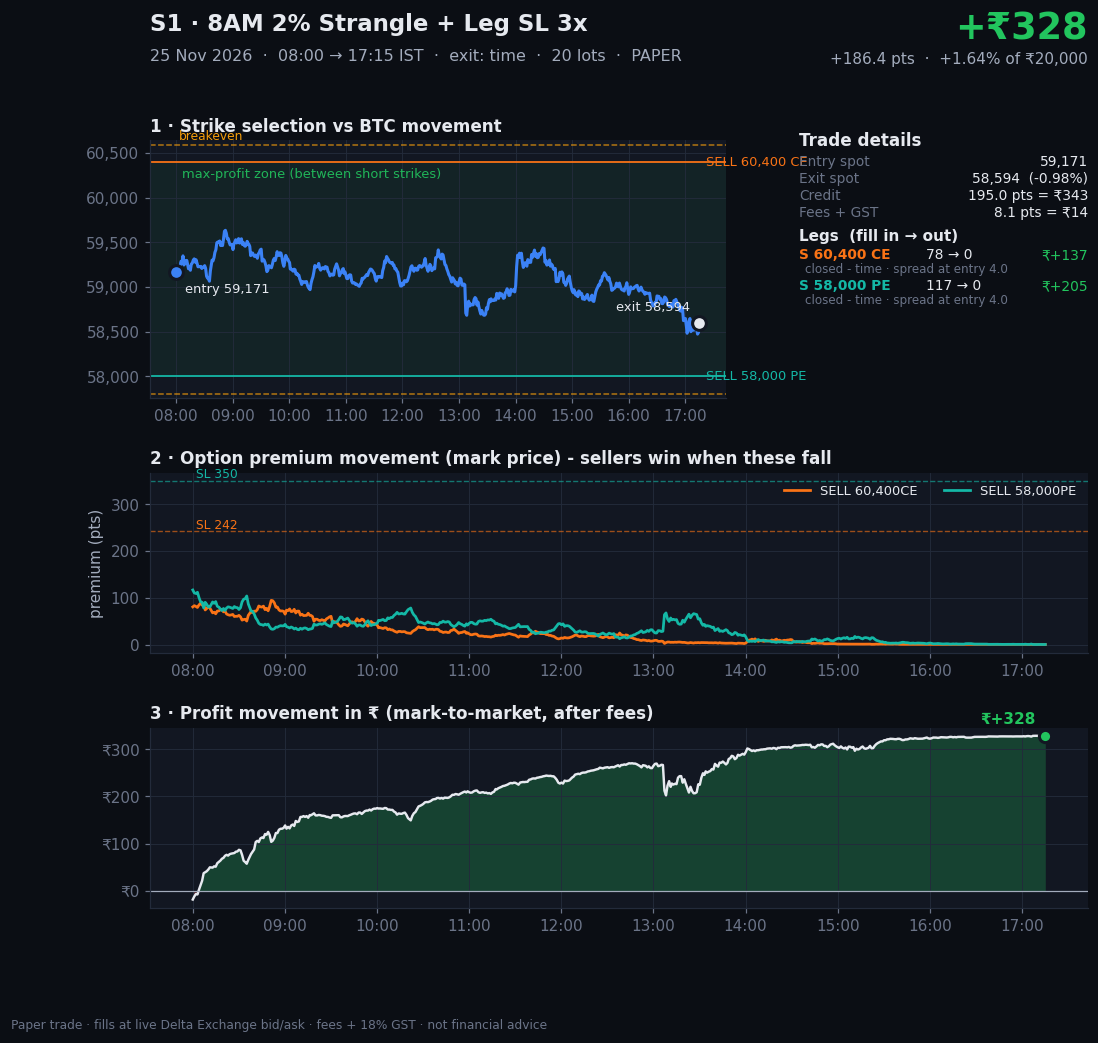 S1 · 8AM 2% Strangle + Leg SL 3x
+₹328
25 Nov 2026 · 08:00 → 17:15 IST · exit: time · 20 lots · PAPER
+186.4 pts · +1.64% of ₹20,000
1 · Strike selection vs BTC movement
breakeven
60,500
60,000
59,500
59,000
58,500
58,000
SELL 60,400 CE
max-profit zone (between short strikes)
entry 59,171
exit 58,594
SELL 58,000 PE
08:00 09:00 10:00 11:00 12:00 13:00 14:00 15:00 16:00 17:00
Trade details
Entry spot 59,171
Exit spot 58,594 (-0.98%)
Credit 195.0 pts = ₹343
Fees + GST 8.1 pts = ₹14
Legs (fill in → out)
S 60,400 CE 78 → 0 ₹+137
closed - time · spread at entry 4.0
S 58,000 PE 117 → 0 ₹+205
closed - time · spread at entry 4.0
2 · Option premium movement (mark price) - sellers win when these fall
SL 350
SELL 60,400CE SELL 58,000PE
SL 242
premium (pts)
300
200
100
0
08:00 09:00 10:00 11:00 12:00 13:00 14:00 15:00 16:00 17:00
3 · Profit movement in ₹ (mark-to-market, after fees)
₹+328
₹300
₹200
₹100
₹0
08:00 09:00 10:00 11:00 12:00 13:00 14:00 15:00 16:00 17:00
Paper trade · fills at live Delta Exchange bid/ask · fees + 18% GST · not financial advice